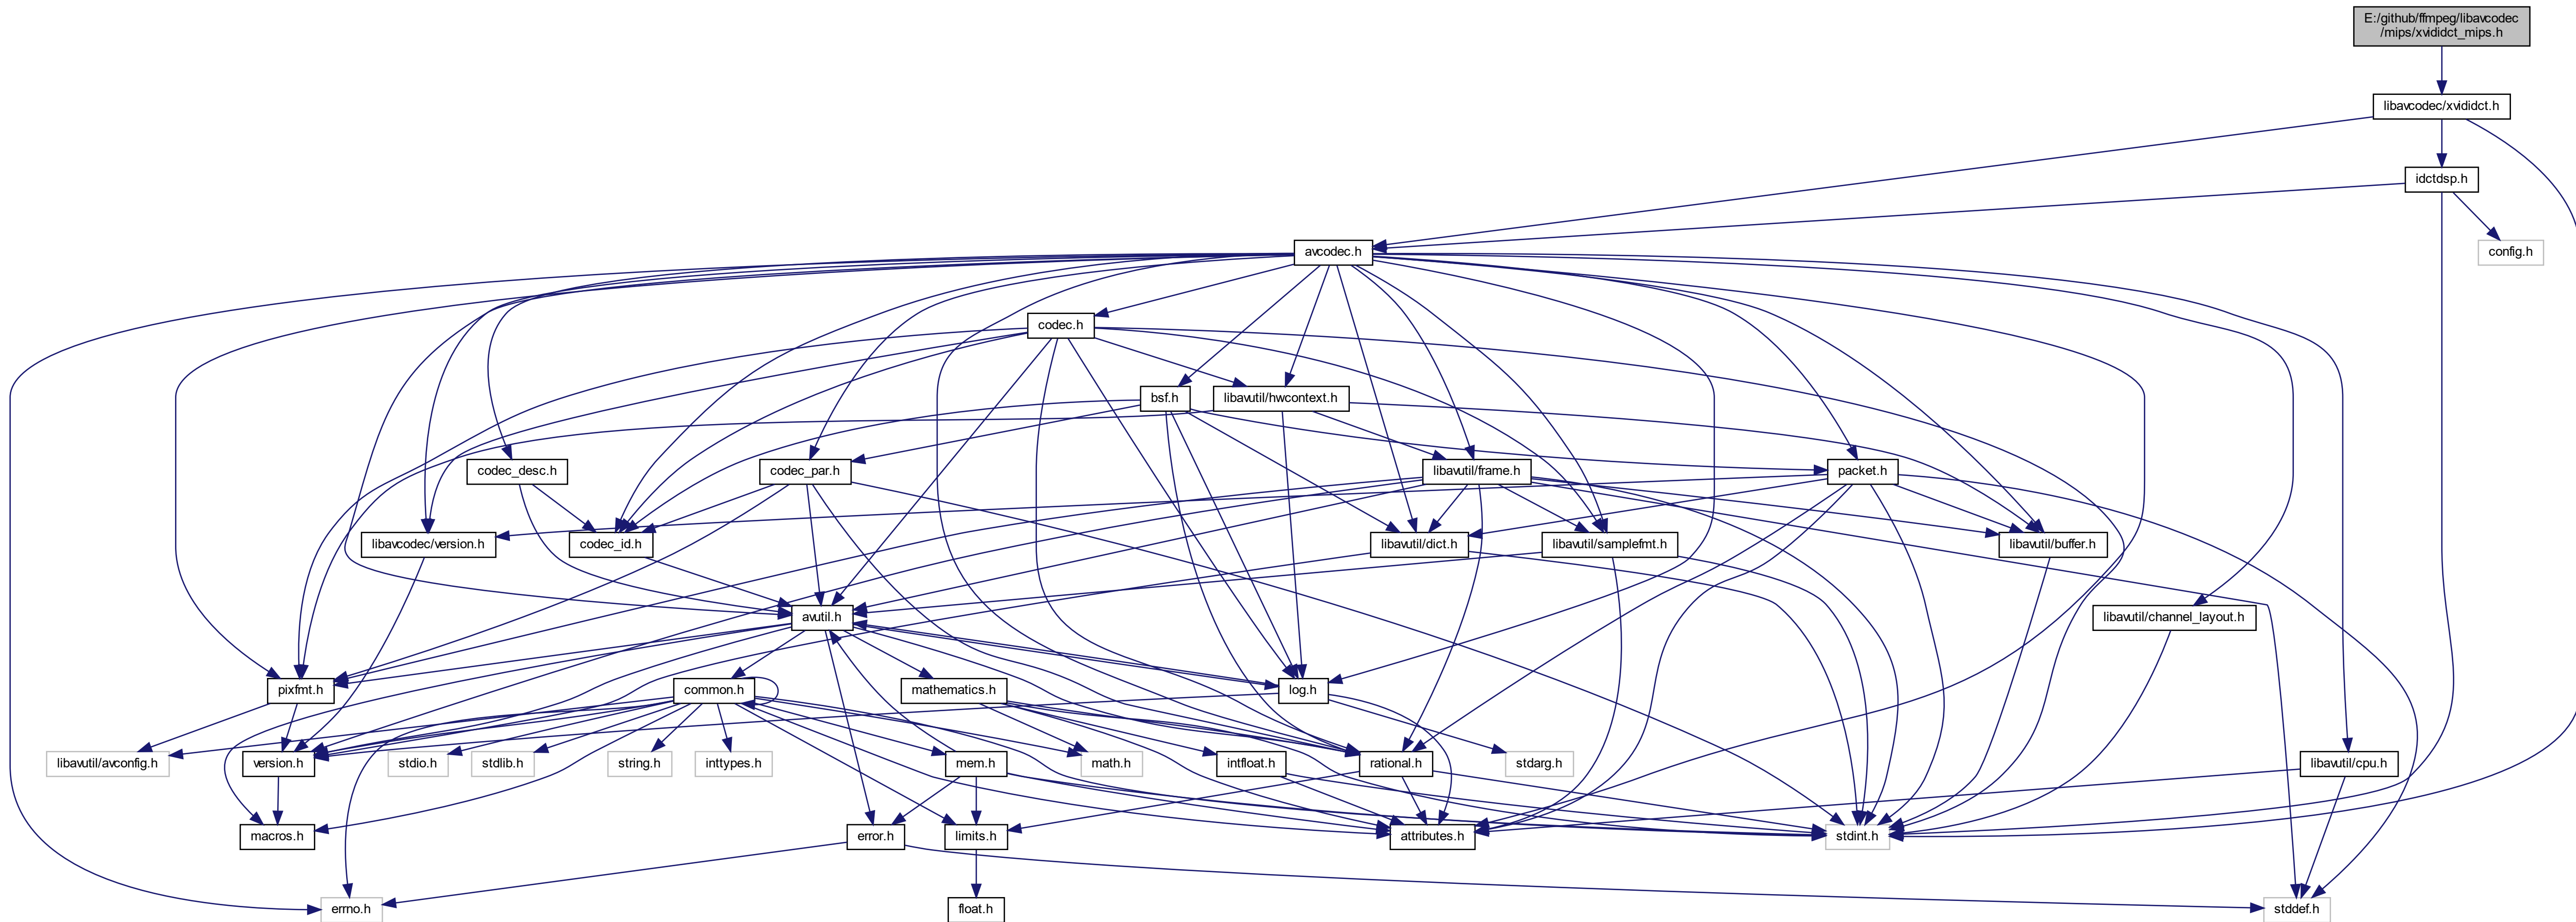 E:/github/ffmpeg/libavcodec
/mips/xvididct_mips.h
libavcodec/xvididct.h
idctdsp.h
avcodec.h
config.h
codec.h
bsf.h
libavutil/hwcontext.h
codec_desc.h
codec_par.h
libavutil/frame.h
packet.h
libavcodec/version.h
codec_id.h
libavutil/dict.h
libavutil/samplefmt.h
libavutil/buffer.h
avutil.h
libavutil/channel_layout.h
pixfmt.h
common.h
mathematics.h
log.h
libavutil/avconfig.h
version.h
stdio.h
stdlib.h
string.h
inttypes.h
mem.h
math.h
intfloat.h
rational.h
stdarg.h
libavutil/cpu.h
macros.h
error.h
limits.h
attributes.h
stdint.h
errno.h
float.h
stddef.h